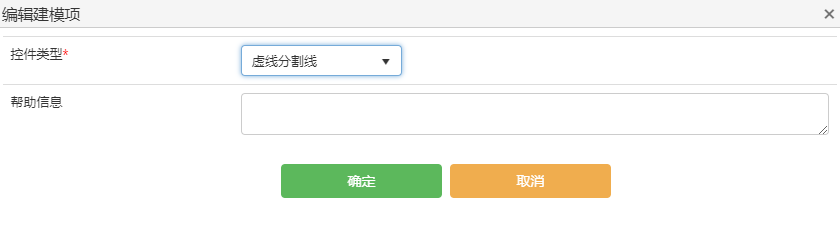 编辑建模项
控件类型*
虚线分割线
帮助信息
确定
取消